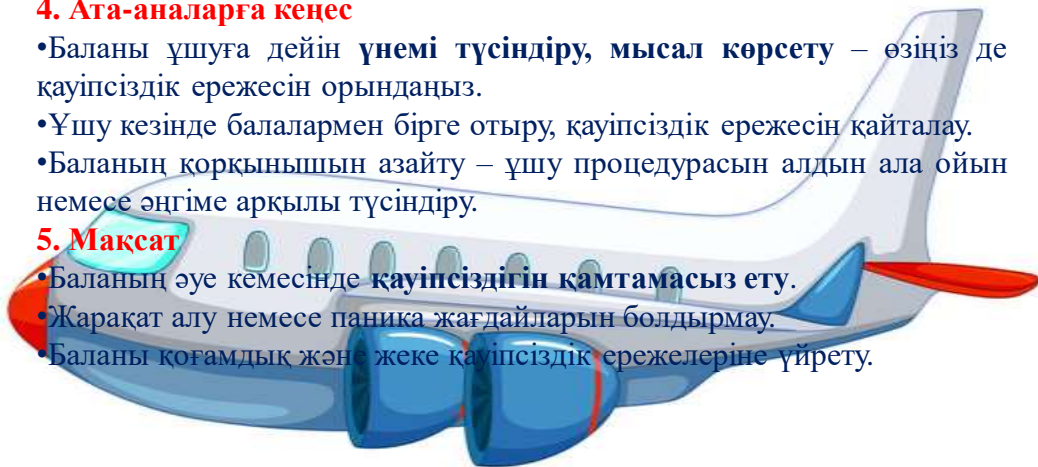 4. Ата-аналарға кеңес
•Баланы ұшуға дейін үнемі түсіндіру, мысал көрсету – өзіңіз де
қауіпсіздік ережесін орындаңыз.
•Ұшу кезінде балалармен бірге отыру, қауіпсіздік ережесін қайталау.
•Баланың қорқынышын азайту – ұшу процедурасын алдын ала ойын
немесе әңгіме арқылы түсіндіру.
5. Мақсат
•Баланың әуе кемесінде қауіпсіздігін қамтамасыз ету.
•Жарақат алу немесе паника жағдайларын болдырмау.
•Баланы қоғамдық және жеке қауіпсіздік ережелеріне үйрету.